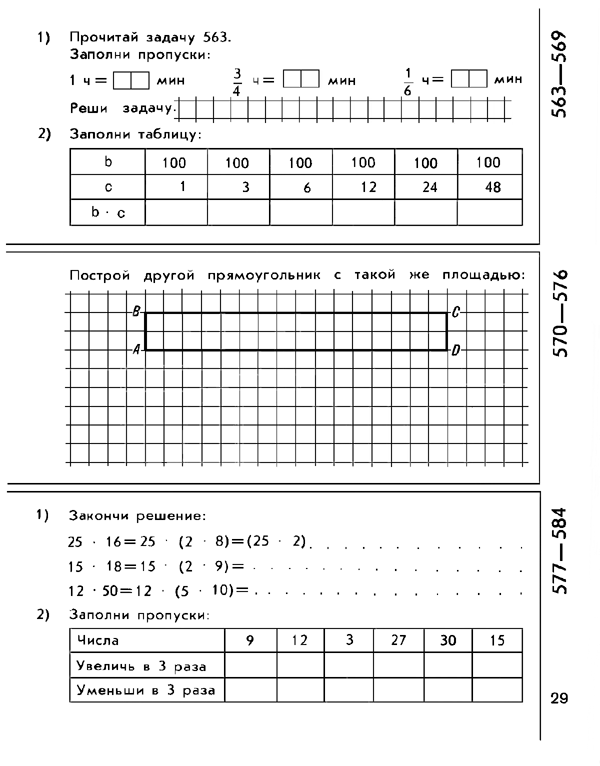 563—569
1) Прочитай задачу 563.
Заполни пропуски:
1 ч = мин 3/4 ч = мин 1/6 ч = мин
Реши задачу.
2) Заполни таблицу:
b 100 100 100 100 100 100
c 1 3 6 12 24 48
b · c
570—576
Построй другой прямоугольник с такой же площадью:
B C
A D
577—584
1) Закончи решение:
25 · 16=25 · (2 · 8)=(25 · 2) . . . . . . . . . . . .
15 · 18=15 · (2 · 9)= . . . . . . . . . . . . . .
12 · 50=12 · (5 · 10)= . . . . . . . . . . . . . .
2) Заполни пропуски:
Числа 9 12 3 27 30 15
Увеличь в 3 раза
Уменьши в 3 раза
29